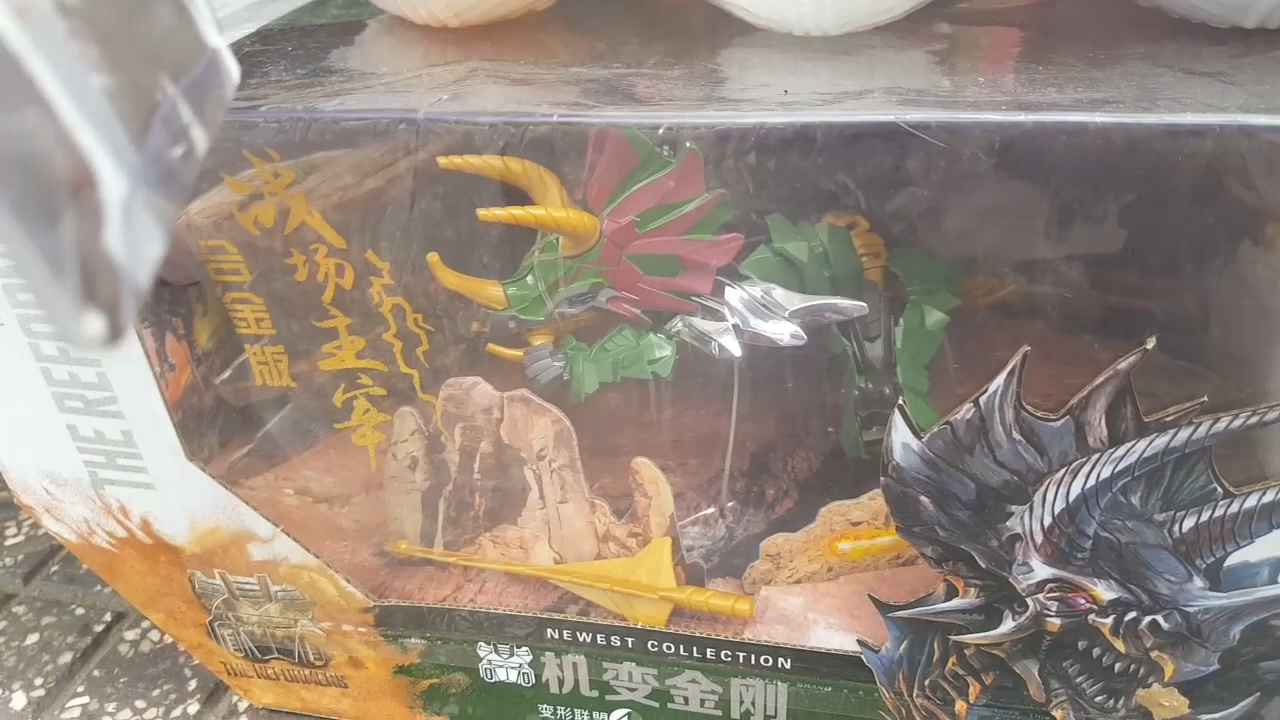 战场主宰
合金版
THE REFOR
THE REFORMERS
NEWEST COLLECTION
机变金刚
变形联盟